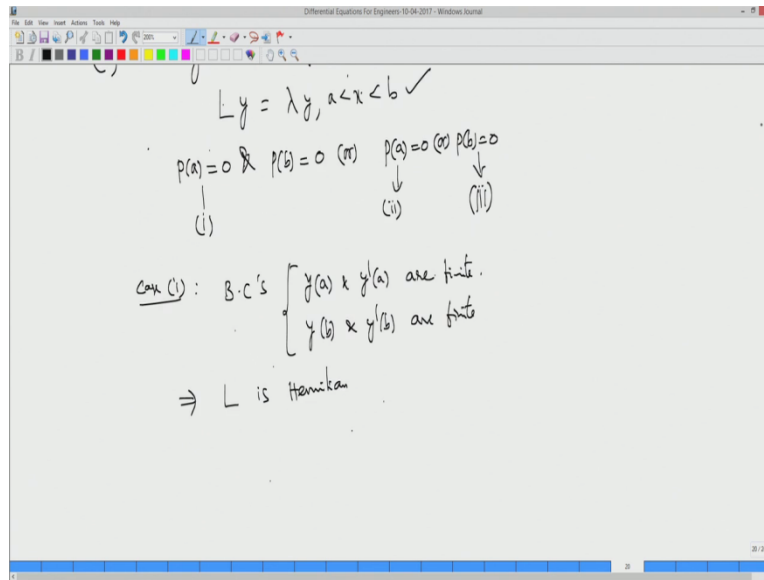 Differential Equations For Engineers-10-04-2017 - Windows Journal
File Edit View Insert Actions Tools Help
200%
B I
Ly = λy, a<x<b ✓
p(a)=0 & p(b)=0 (or) p(a)=0 (or) p(b)=0
(i) (ii) (iii)
Case (i): B.C's { y(a) & y'(a) are finite.
y(b) & y'(b) are finite
⇒ L is Hermitian
20